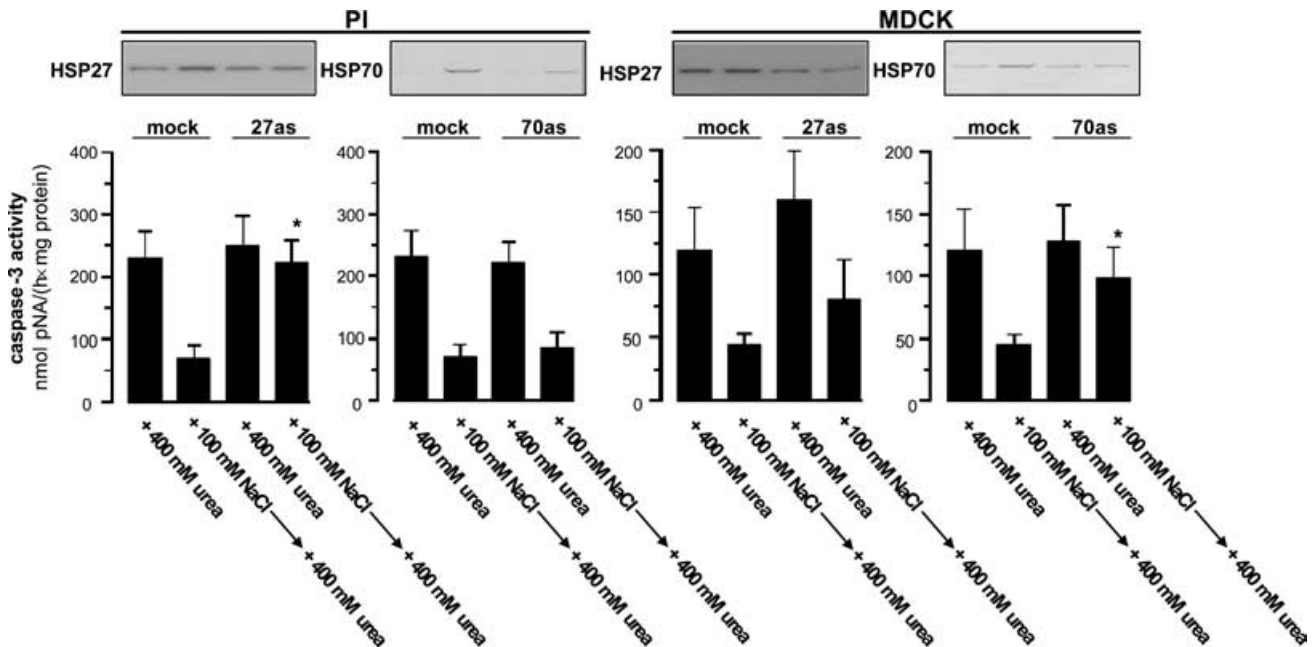 PI MDCK
HSP27 HSP70 HSP27 HSP70
mock 27as mock 70as mock 27as mock 70as
caspase-3 activity
nmol pNA/(h×mg protein)
400 400 200 200
300 300 150 150
200 200 100 100
100 100 50 50
0 0 0 0
* *
+ 400 mM urea
+ 100 mM NaCl → + 400 mM urea
+ 400 mM urea
+ 100 mM NaCl → + 400 mM urea
+ 400 mM urea
+ 100 mM NaCl → + 400 mM urea
+ 400 mM urea
+ 100 mM NaCl → + 400 mM urea
+ 400 mM urea
+ 100 mM NaCl → + 400 mM urea
+ 400 mM urea
+ 100 mM NaCl → + 400 mM urea
+ 400 mM urea
+ 100 mM NaCl → + 400 mM urea
+ 400 mM urea
+ 100 mM NaCl → + 400 mM urea